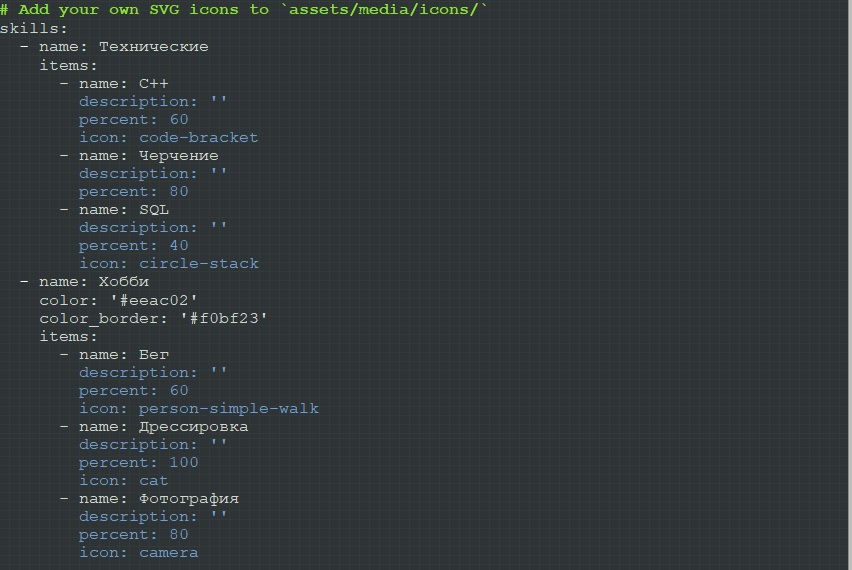 # Add your own SVG icons to `assets/media/icons/`
skills:
  - name: Технические
    items:
      - name: C++
        description: ''
        percent: 60
        icon: code-bracket
      - name: Черчение
        description: ''
        percent: 80
      - name: SQL
        description: ''
        percent: 40
        icon: circle-stack
  - name: Хобби
    color: '#eeac02'
    color_border: '#f0bf23'
    items:
      - name: Бег
        description: ''
        percent: 60
        icon: person-simple-walk
      - name: Дрессировка
        description: ''
        percent: 100
        icon: cat
      - name: Фотография
        description: ''
        percent: 80
        icon: camera